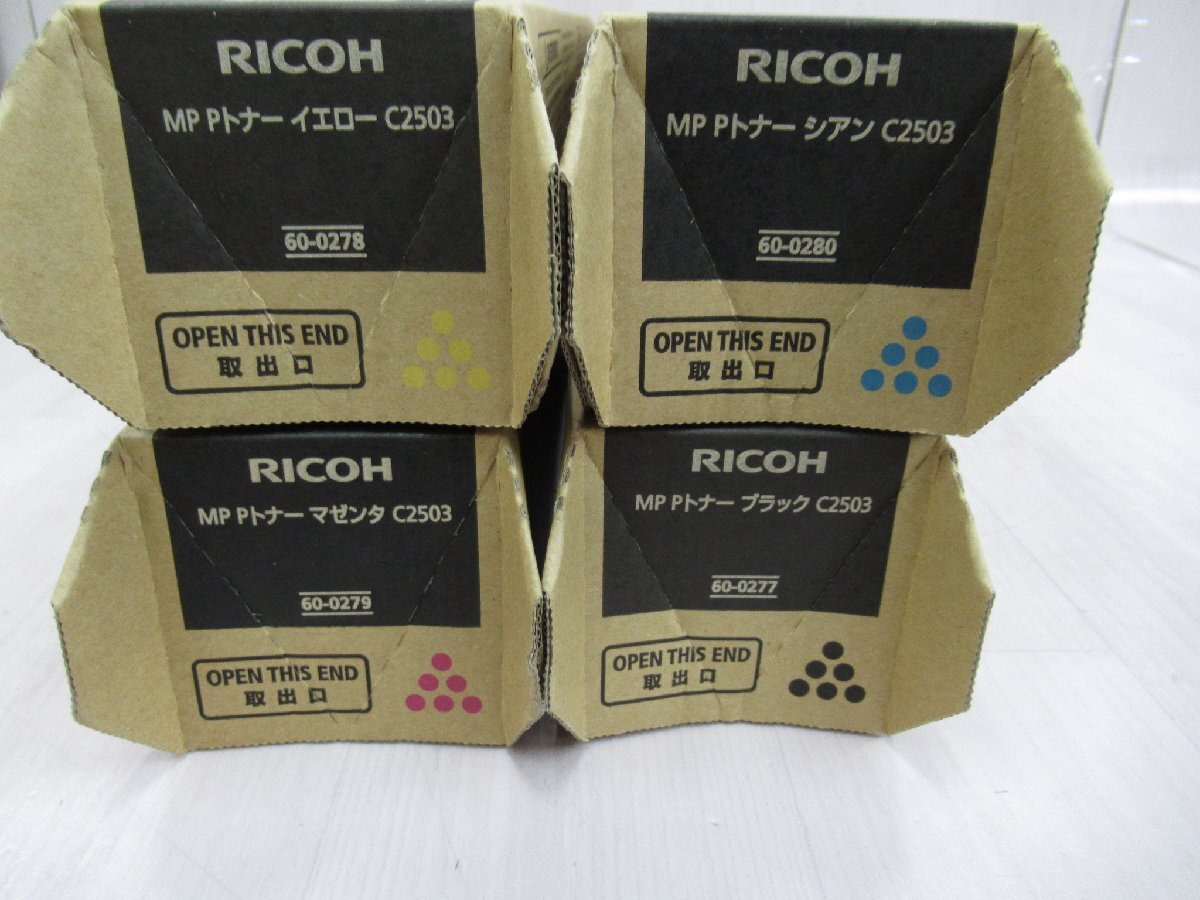 RICOH
MP Pトナー イエロー C2503
60-0278
OPEN THIS END
取出口
RICOH
MP Pトナー シアン C2503
60-0280
OPEN THIS END
取出口
RICOH
MP Pトナー マゼンタ C2503
60-0279
OPEN THIS END
取出口
RICOH
MP Pトナー ブラック C2503
60-0277
OPEN THIS END
取出口